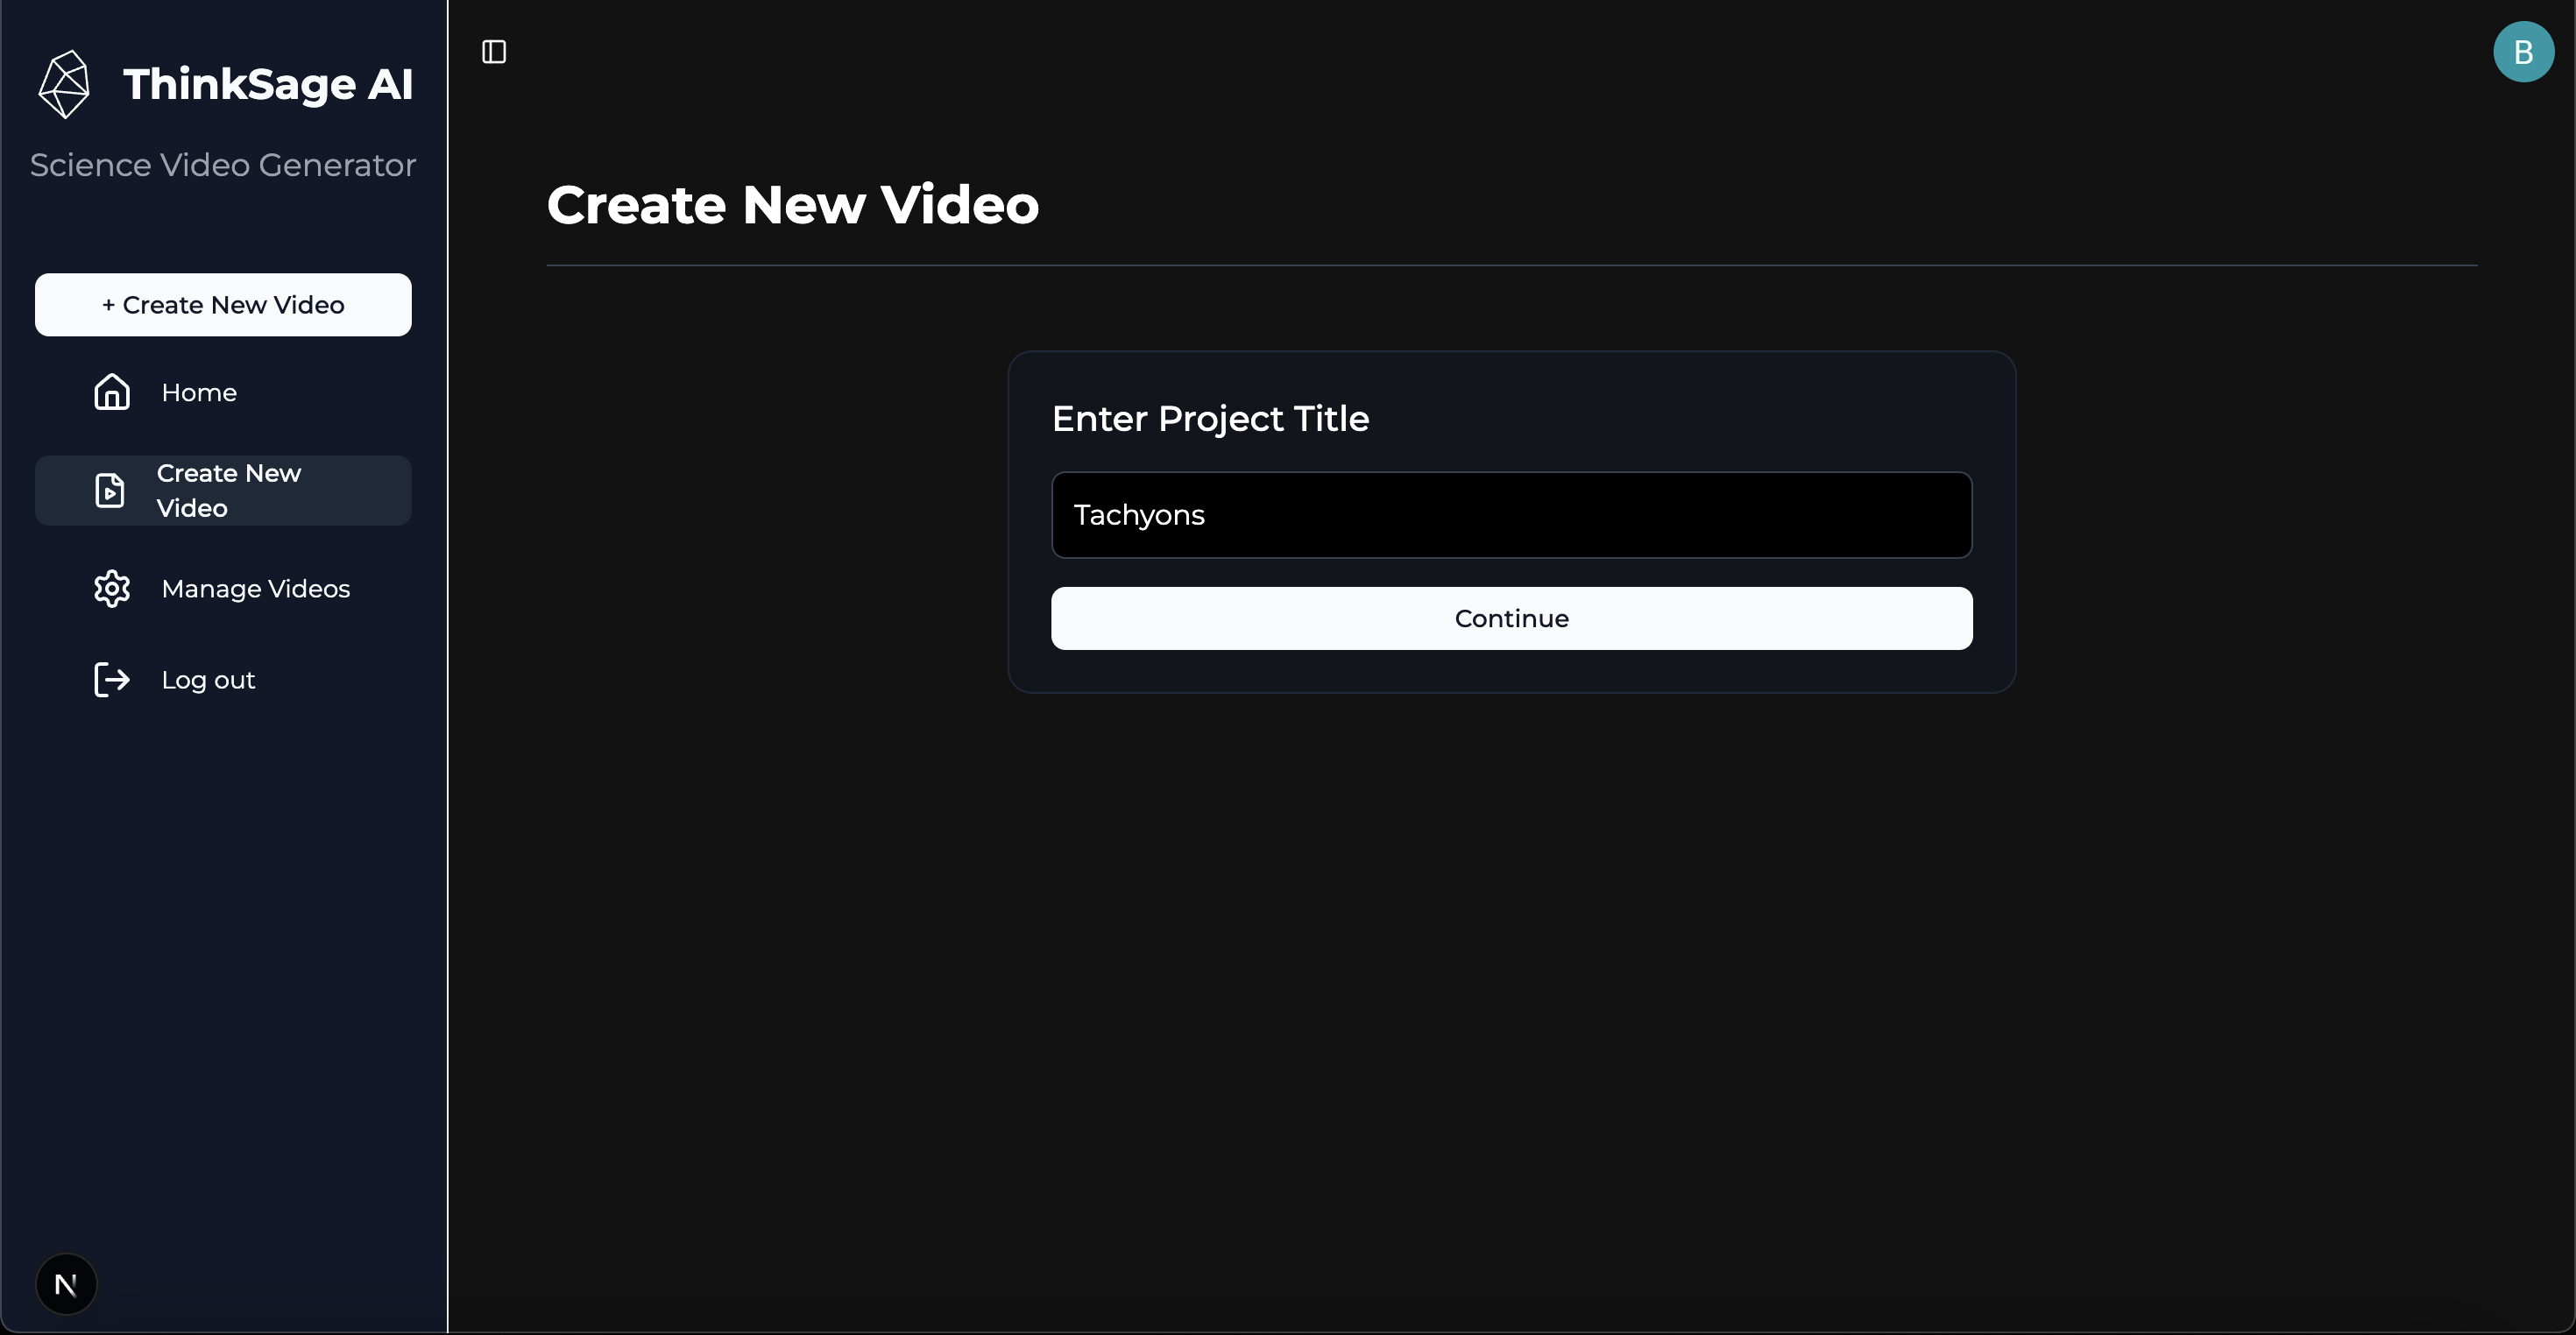 ThinkSage AI
Science Video Generator
+ Create New Video
Home
Create New
Video
Manage Videos
Log out
N
B
Create New Video
Enter Project Title
Tachyons
Continue